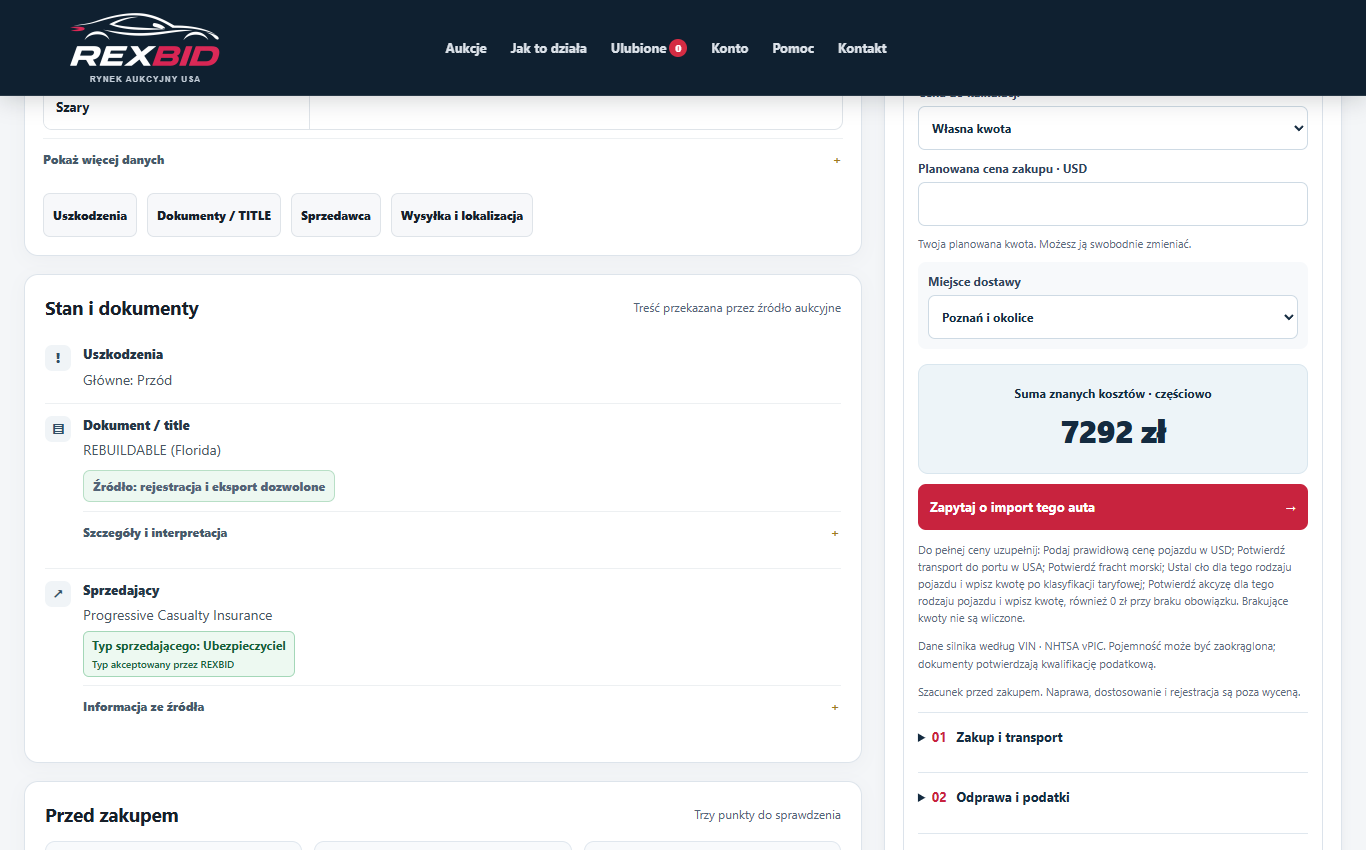 REXBID
RYNEK AUKCYJNY USA
Aukcje
Jak to działa
Ulubione 0
Konto
Pomoc
Kontakt
Szary
Pokaż więcej danych
+
Uszkodzenia
Dokumenty / TITLE
Sprzedawca
Wysyłka i lokalizacja
Stan i dokumenty
Treść przekazana przez źródło aukcyjne
!
Uszkodzenia
Główne: Przód
Dokument / title
REBUILDABLE (Florida)
Źródło: rejestracja i eksport dozwolone
Szczegóły i interpretacja
+
↗
Sprzedający
Progressive Casualty Insurance
Typ sprzedającego: Ubezpieczyciel
Typ akceptowany przez REXBID
Informacja ze źródła
+
Przed zakupem
Trzy punkty do sprawdzenia
Własna kwota
Planowana cena zakupu · USD
Twoja planowana kwota. Możesz ją swobodnie zmieniać.
Miejsce dostawy
Poznań i okolice
Suma znanych kosztów · częściowo
7292 zł
Zapytaj o import tego auta →
Do pełnej ceny uzupełnij: Podaj prawidłową cenę pojazdu w USD; Potwierdź
transport do portu w USA; Potwierdź fracht morski; Ustal cło dla tego rodzaju
pojazdu i wpisz kwotę po klasyfikacji taryfowej; Potwierdź akcyzę dla tego
rodzaju pojazdu i wpisz kwotę, również 0 zł przy braku obowiązku. Brakujące
kwoty nie są wliczone.
Dane silnika według VIN · NHTSA vPIC. Pojemność może być zaokrąglona;
dokumenty potwierdzają kwalifikację podatkową.
Szacunek przed zakupem. Naprawa, dostosowanie i rejestracja są poza wyceną.
01 Zakup i transport
02 Odprawa i podatki